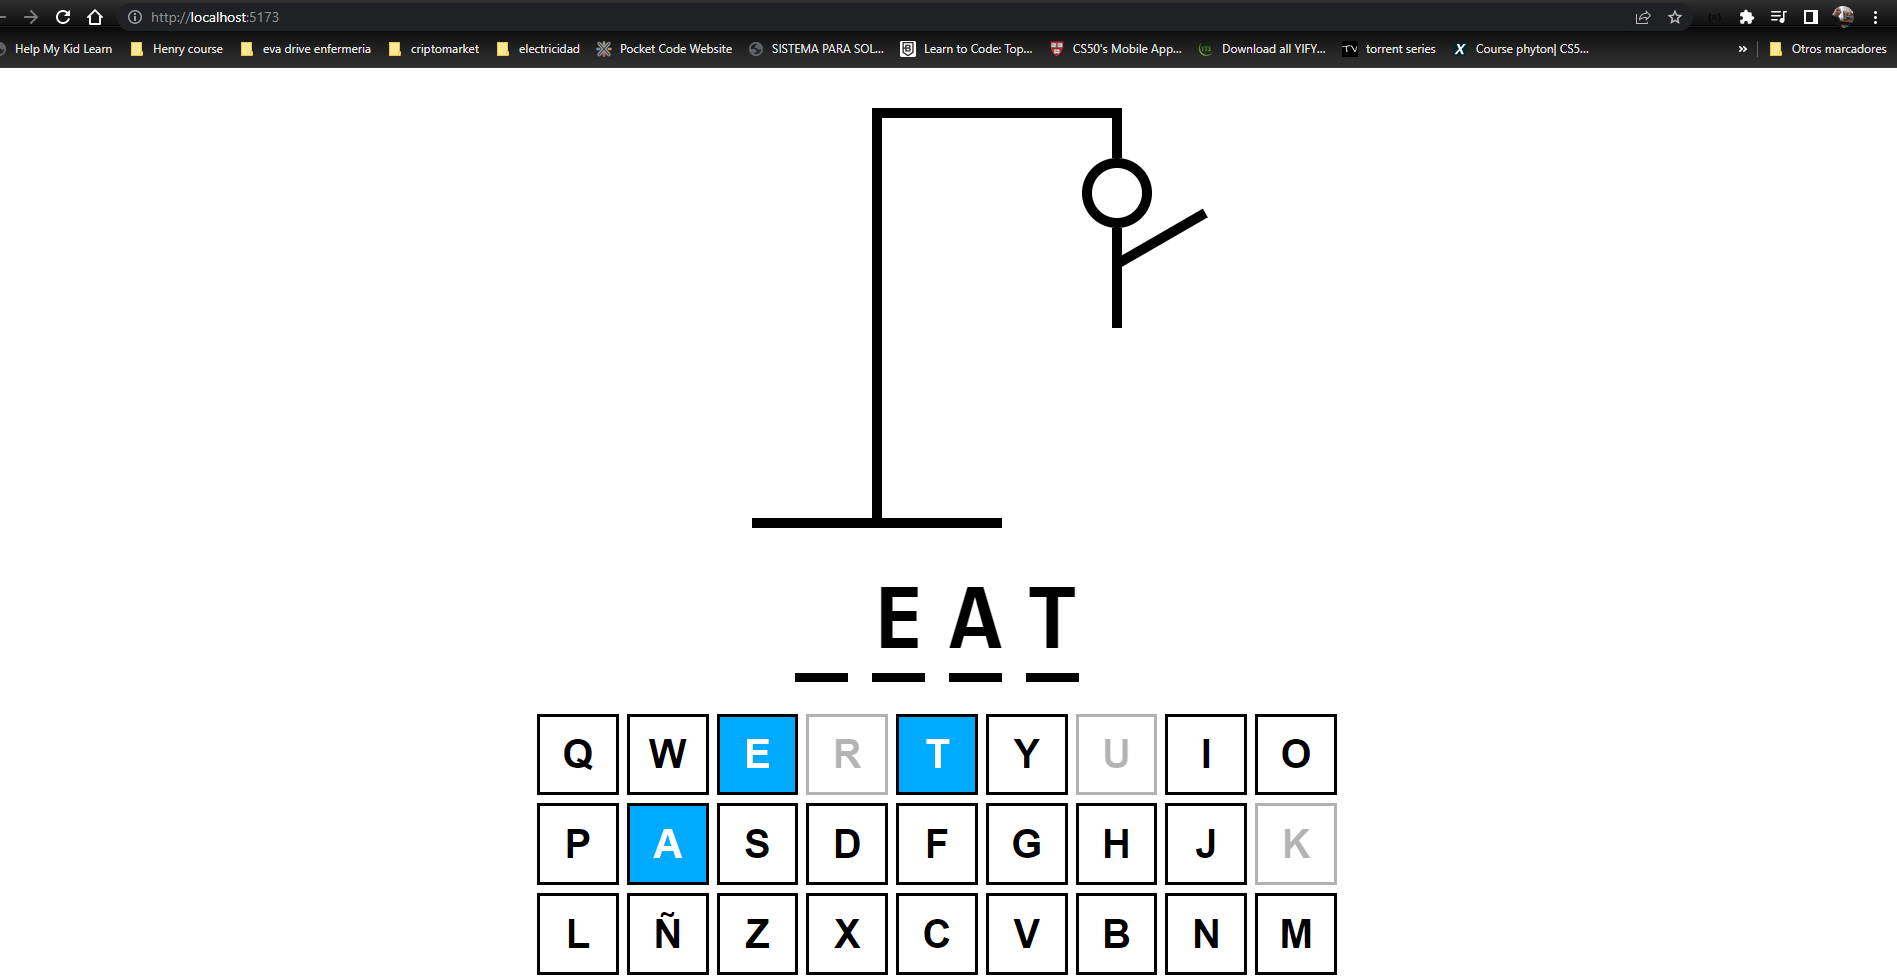 http://localhost:5173
Help My Kid Learn Henry course eva drive enfermeria criptomarket electricidad Pocket Code Website SISTEMA PARA SOL... Learn to Code: Top... CS50's Mobile App... Download all YIFY... torrent series Course phyton| CS5... » Otros marcadores
E A T
Q W E R T Y U I O
P A S D F G H J K
L Ñ Z X C V B N M